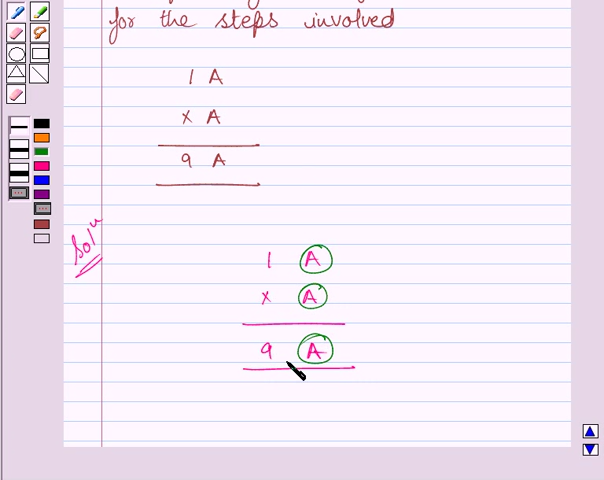 for the steps involved
1 A
× A
9 A
Solⁿ
1 A
× A
9 A